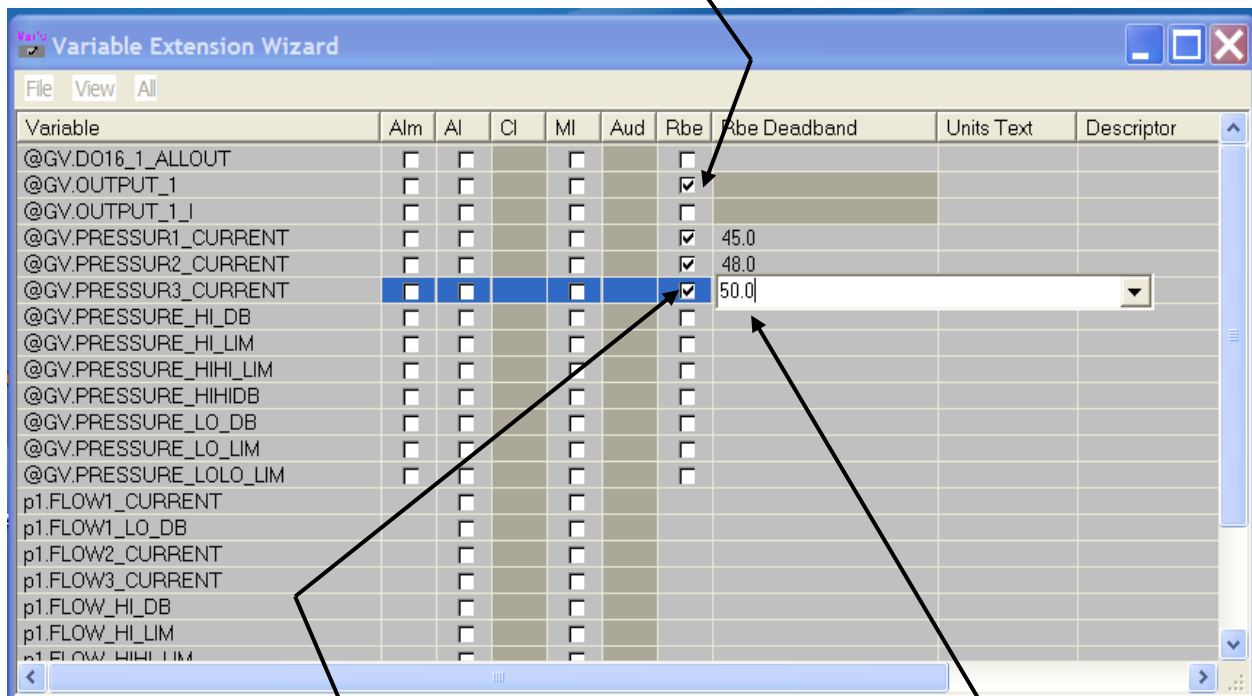 Variable Extension Wizard
File View All
Variable Alm Al Cl Ml Aud Rbe Rbe Deadband Units Text Descriptor
@GV.DO16_1_ALLOUT
@GV.OUTPUT_1
@GV.OUTPUT_1_I
@GV.PRESSUR1_CURRENT 45.0
@GV.PRESSUR2_CURRENT 48.0
@GV.PRESSUR3_CURRENT 50.0
@GV.PRESSURE_HI_DB
@GV.PRESSURE_HI_LIM
@GV.PRESSURE_HIHI_LIM
@GV.PRESSURE_HIHIDB
@GV.PRESSURE_LO_DB
@GV.PRESSURE_LO_LIM
@GV.PRESSURE_LOLO_LIM
p1.FLOW1_CURRENT
p1.FLOW1_LO_DB
p1.FLOW2_CURRENT
p1.FLOW3_CURRENT
p1.FLOW_HI_DB
p1.FLOW_HI_LIM
p1.FLOW_HIHI_LIM